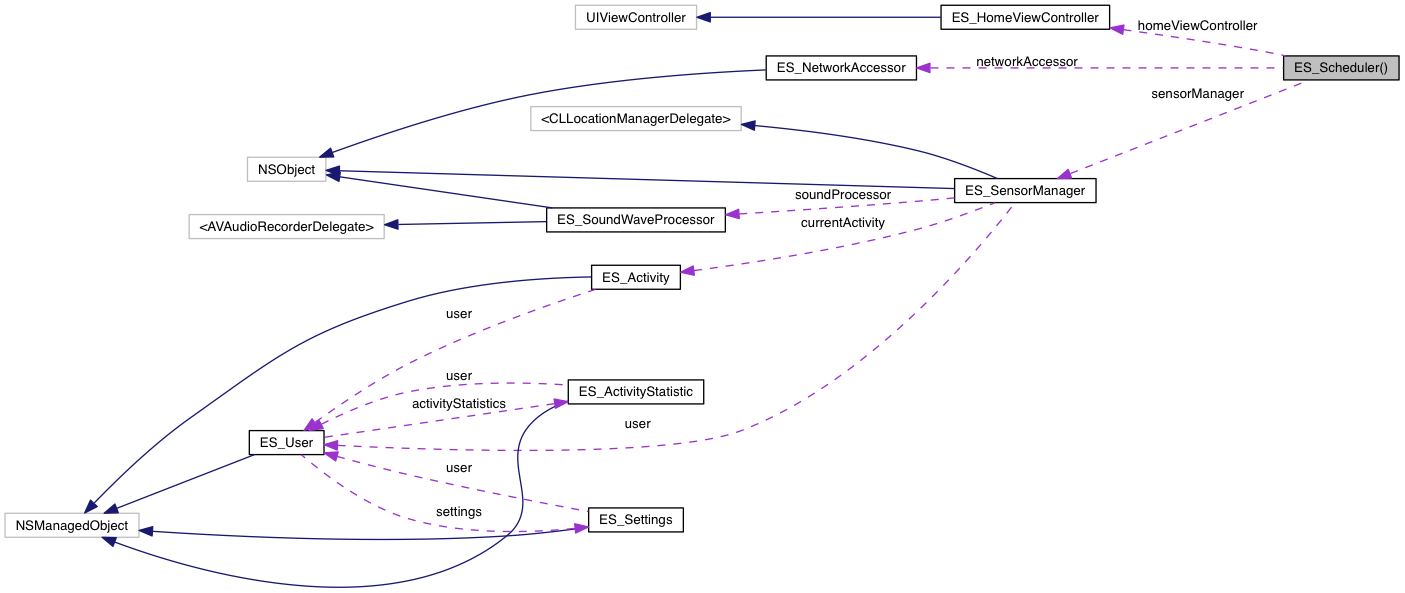 UIViewController
ES_HomeViewController
homeViewController
ES_NetworkAccessor
networkAccessor
ES_Scheduler()
sensorManager
<CLLocationManagerDelegate>
NSObject
ES_SensorManager
soundProcessor
<AVAudioRecorderDelegate>
ES_SoundWaveProcessor
currentActivity
ES_Activity
user
user
ES_ActivityStatistic
activityStatistics
user
ES_User
user
settings
ES_Settings
NSManagedObject